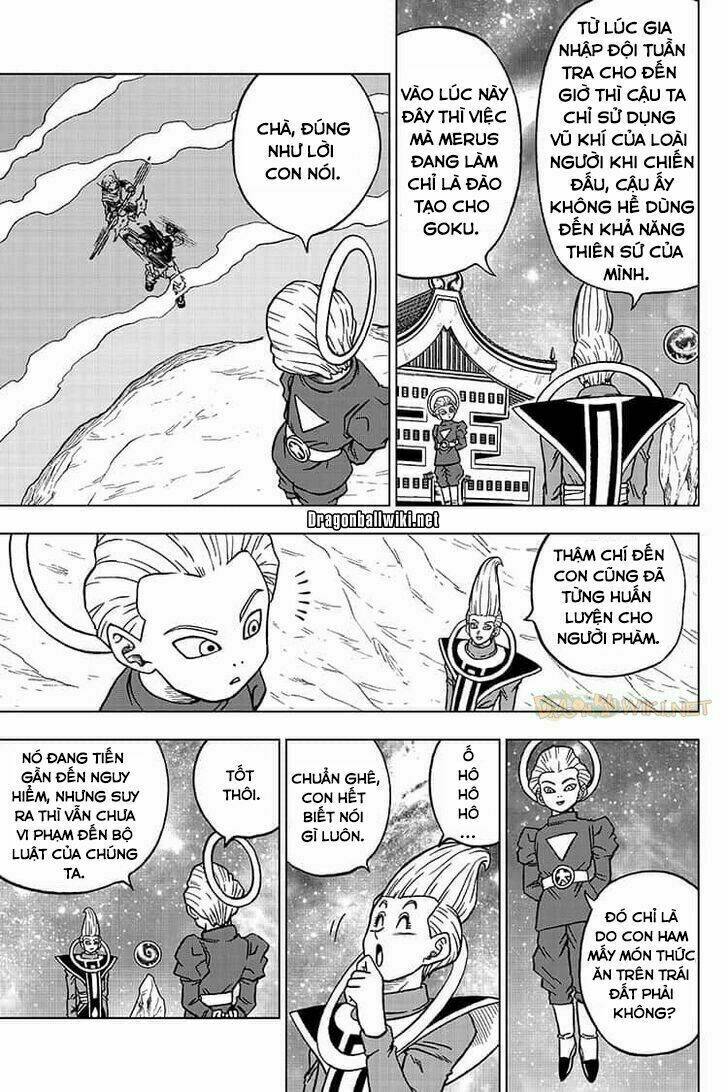 TỪ LÚC GIA
NHẬP ĐỘI TUẦN
TRA CHO ĐẾN
GIỜ THÌ CẬU TA
CHỈ SỬ DỤNG
VŨ KHÍ CỦA LOÀI
NGƯỜI KHI CHIẾN
ĐẤU, CẬU ẤY
KHÔNG HỀ DÙNG
ĐẾN KHẢ NĂNG
THIÊN SỨ CỦA
MÌNH.
VÀO LÚC NÀY
ĐÂY THÌ VIỆC
MÀ MERUS
ĐANG LÀM
CHỈ LÀ ĐÀO
TẠO CHO
GOKU.
CHÀ, ĐÚNG
NHƯ LỜI
CON NÓI.
Dragonballwiki.net
THẬM CHÍ ĐẾN
CON CŨNG ĐÃ
TỪNG HUẤN
LUYỆN CHO
NGƯỜI PHÀM.
DRAGONBALLWIKI.NET
ĐÓ CHỈ LÀ
DO CON HAM
MẤY MÓN THỨC
ĂN TRÊN TRÁI
ĐẤT PHẢI
KHÔNG?
Ố
HÔ
HÔ
HÔ
...
CHUẨN GHÊ,
CON HẾT
BIẾT NÓI
GÌ LUÔN.
TỐT
THÔI.
NÓ ĐANG TIẾN
GẦN ĐẾN NGUY
HIỂM, NHƯNG SUY
RA THÌ VẪN CHƯA
VI PHẠM ĐẾN BỘ
LUẬT CỦA CHÚNG
TA.